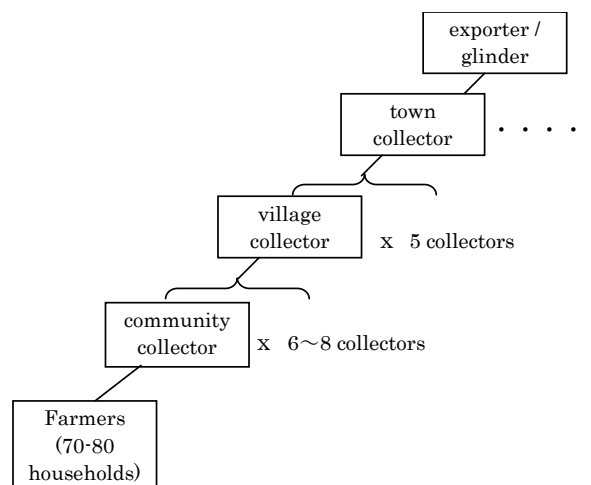 exporter /
glinder
town
collector
. . . .
village
collector
x 5 collectors
community
collector
x 6～8 collectors
Farmers
(70-80
households)